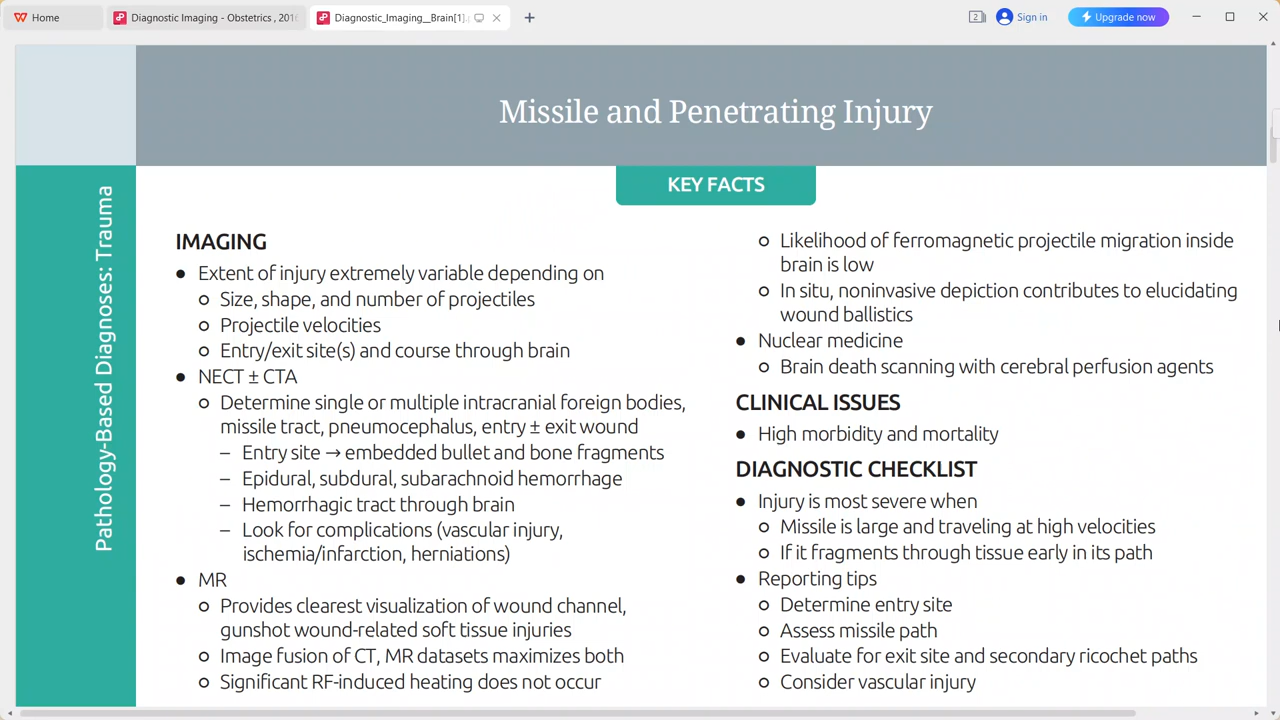 Home
Diagnostic Imaging - Obstetrics , 2016
Diagnostic_Imaging__Brain[1].
2
Sign in
Upgrade now
Missile and Penetrating Injury
Pathology-Based Diagnoses: Trauma
KEY FACTS
IMAGING
• Extent of injury extremely variable depending on
○ Size, shape, and number of projectiles
○ Projectile velocities
○ Entry/exit site(s) and course through brain
• NECT ± CTA
○ Determine single or multiple intracranial foreign bodies,
missile tract, pneumocephalus, entry ± exit wound
– Entry site → embedded bullet and bone fragments
– Epidural, subdural, subarachnoid hemorrhage
– Hemorrhagic tract through brain
– Look for complications (vascular injury,
ischemia/infarction, herniations)
• MR
○ Provides clearest visualization of wound channel,
gunshot wound-related soft tissue injuries
○ Image fusion of CT, MR datasets maximizes both
○ Significant RF-induced heating does not occur
○ Likelihood of ferromagnetic projectile migration inside
brain is low
○ In situ, noninvasive depiction contributes to elucidating
wound ballistics
• Nuclear medicine
○ Brain death scanning with cerebral perfusion agents
CLINICAL ISSUES
• High morbidity and mortality
DIAGNOSTIC CHECKLIST
• Injury is most severe when
○ Missile is large and traveling at high velocities
○ If it fragments through tissue early in its path
• Reporting tips
○ Determine entry site
○ Assess missile path
○ Evaluate for exit site and secondary ricochet paths
○ Consider vascular injury